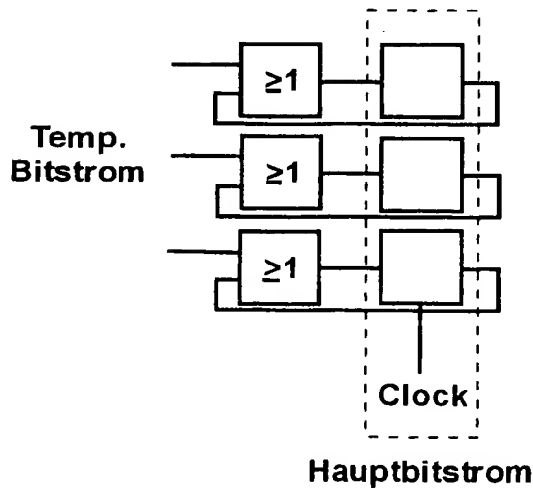 ≥1
Temp.
Bitstrom
≥1
≥1
Clock
Hauptbitstrom